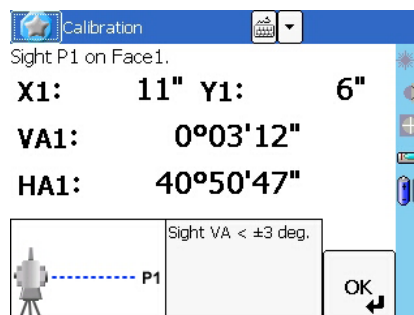 Calibration
Sight P1 on Face1.
X1: 11" Y1: 6"
VA1: 0°03'12"
HA1: 40°50'47"
Sight VA < ±3 deg.
P1
OK